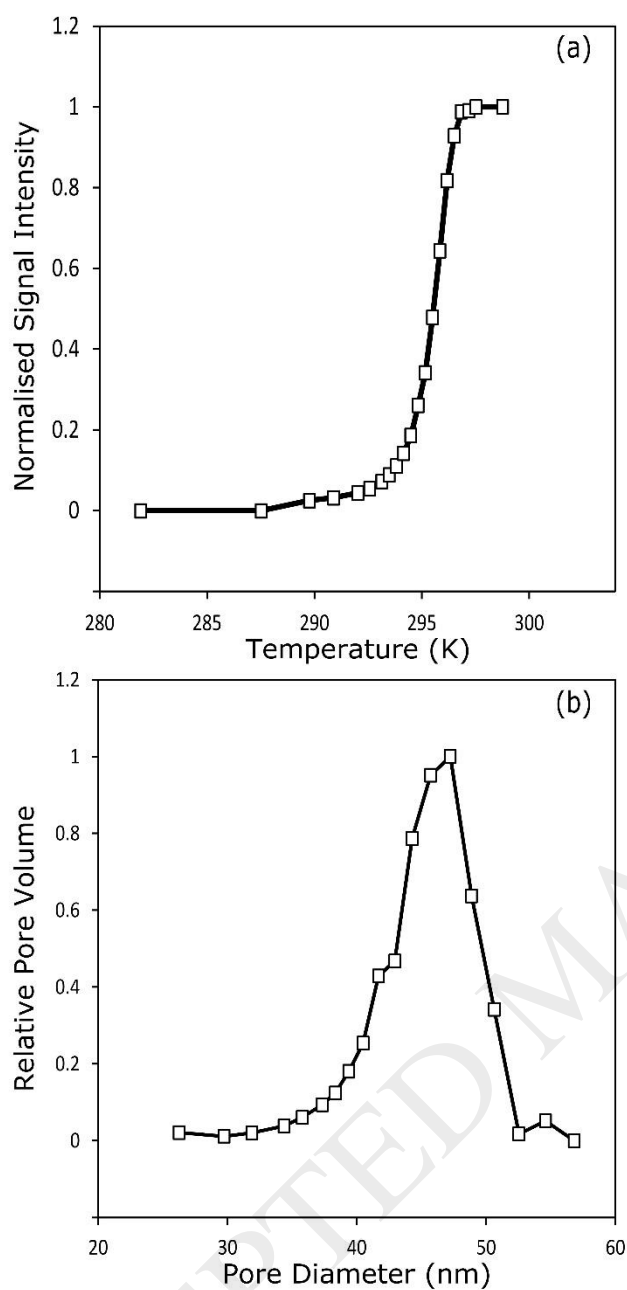 (a)
1.2
1
0.8
0.6
0.4
0.2
0
Normalised Signal Intensity
280 285 290 295 300
Temperature (K)
(b)
1.2
1
0.8
0.6
0.4
0.2
0
Relative Pore Volume
20 30 40 50 60
Pore Diameter (nm)
PTED MA